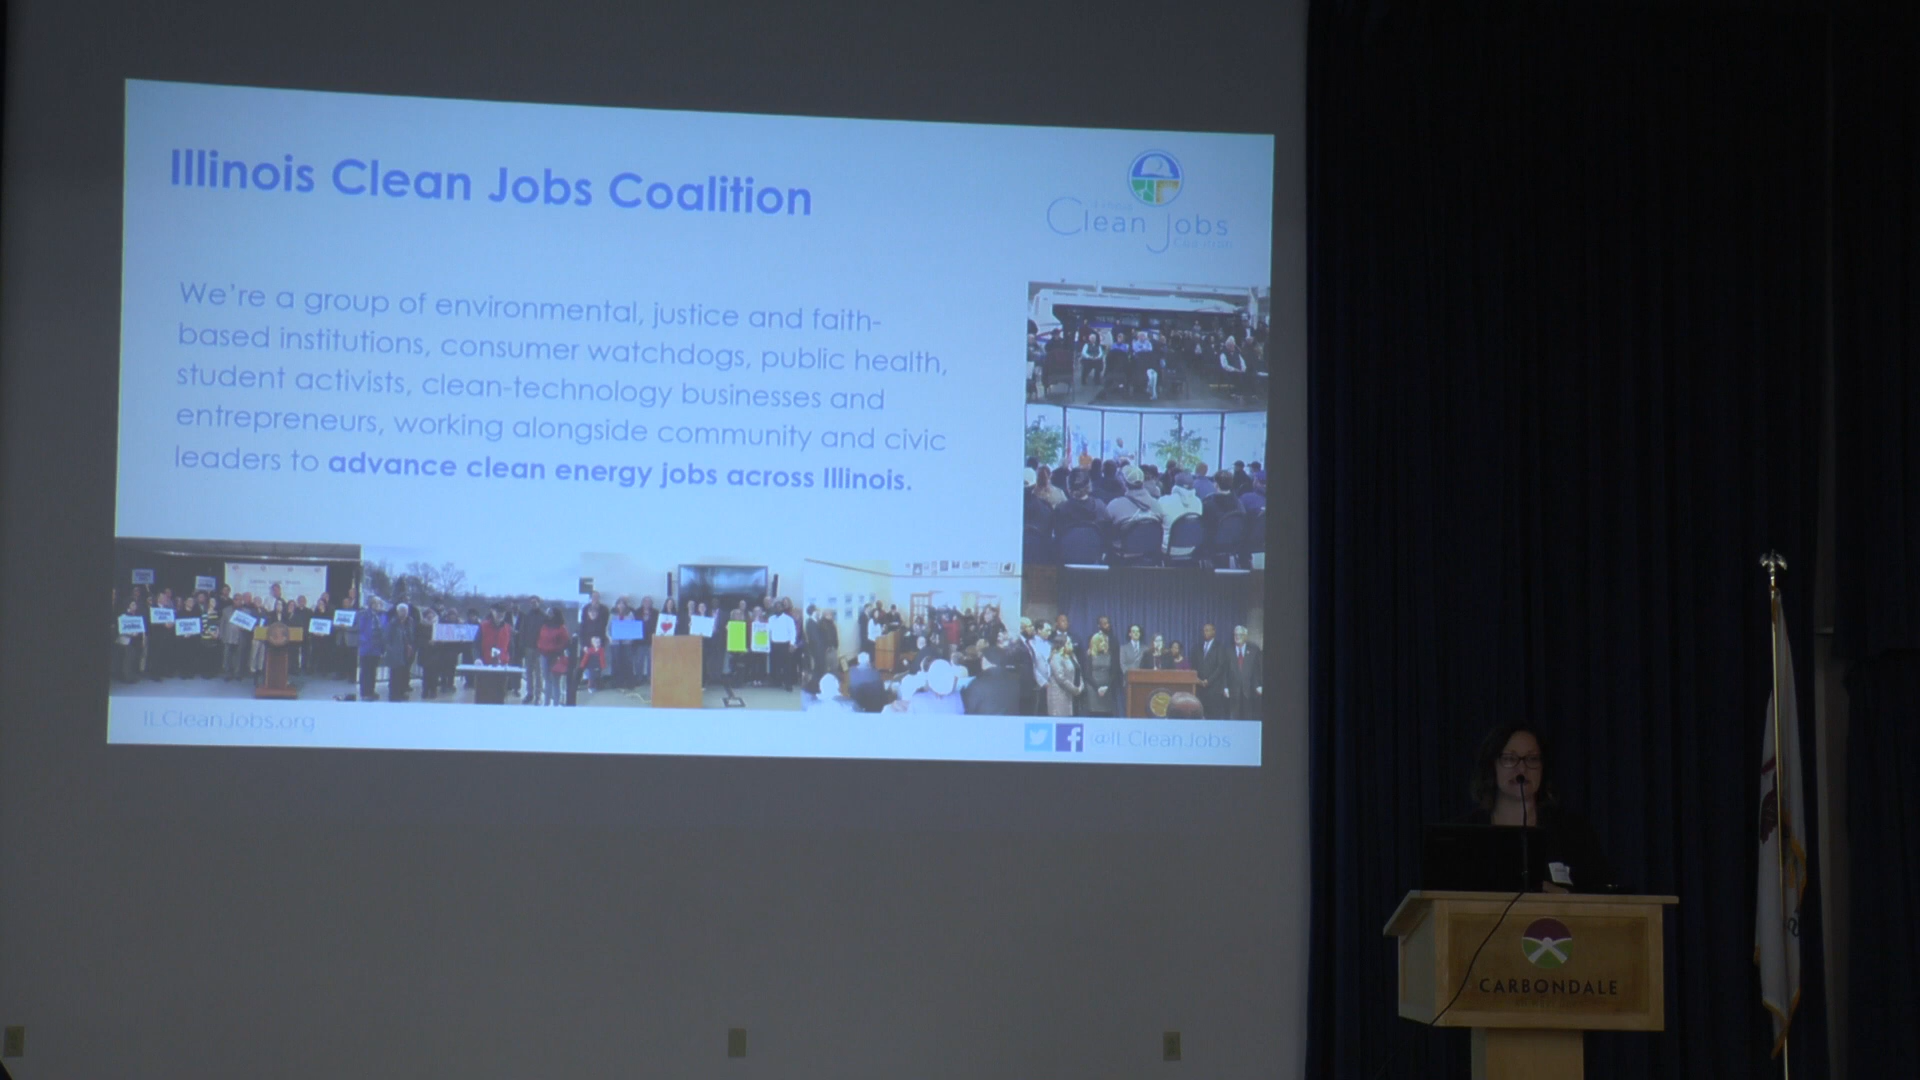 Illinois Clean Jobs Coalition
Clean Jobs
We're a group of environmental, justice and faith-
based institutions, consumer watchdogs, public health,
student activists, clean-technology businesses and
entrepreneurs, working alongside community and civic
leaders to advance clean energy jobs across Illinois.
ILCleanJobs.org
@ILCleanJobs
CARBONDALE